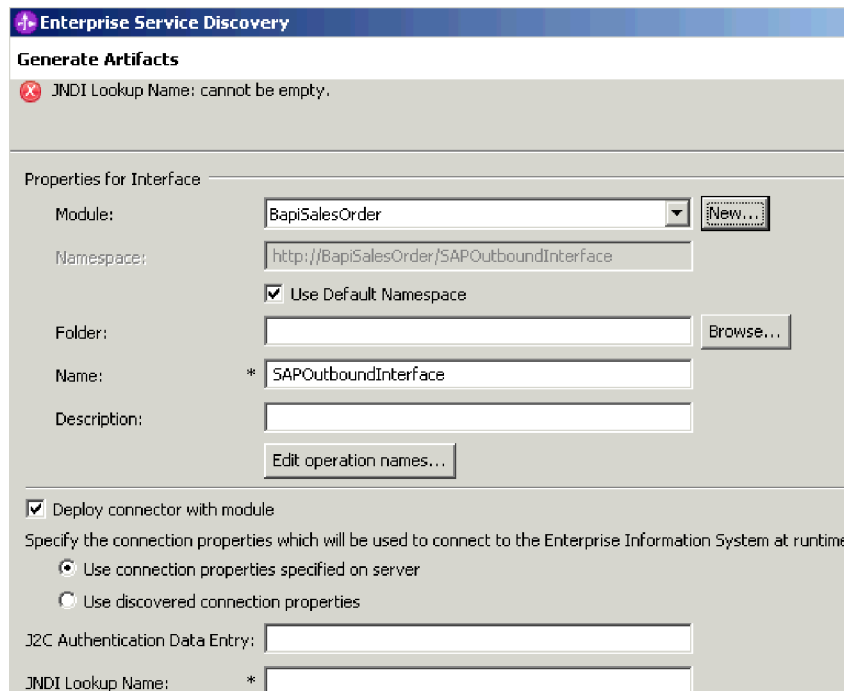 Enterprise Service Discovery
Generate Artifacts
JNDI Lookup Name: cannot be empty.
Properties for Interface
Module: BapiSalesOrder New...
Namespace: http://BapiSalesOrder/SAPOutboundInterface
Use Default Namespace
Folder: Browse...
Name: * SAPOutboundInterface
Description:
Edit operation names...
Deploy connector with module
Specify the connection properties which will be used to connect to the Enterprise Information System at runtime
Use connection properties specified on server
Use discovered connection properties
J2C Authentication Data Entry:
JNDI Lookup Name: *